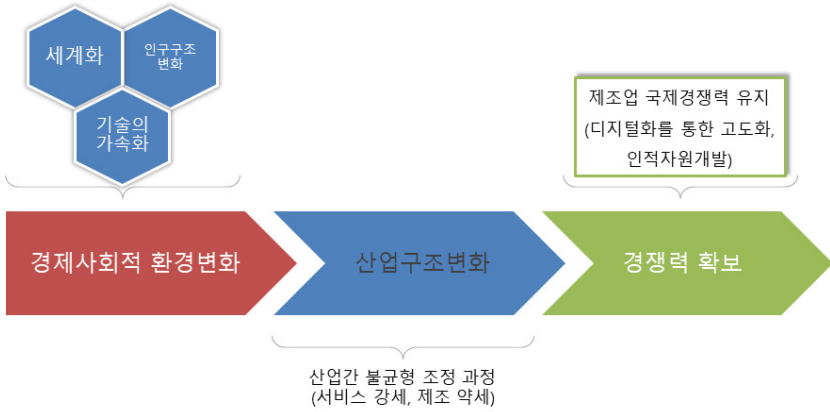 세계화
인구구조
변화
기술의
가속화
제조업 국제경쟁력 유지
(디지털화를 통한 고도화,
인적자원개발)
경제사회적 환경변화
산업구조변화
경쟁력 확보
산업간 불균형 조정 과정
(서비스 강세, 제조 약세)